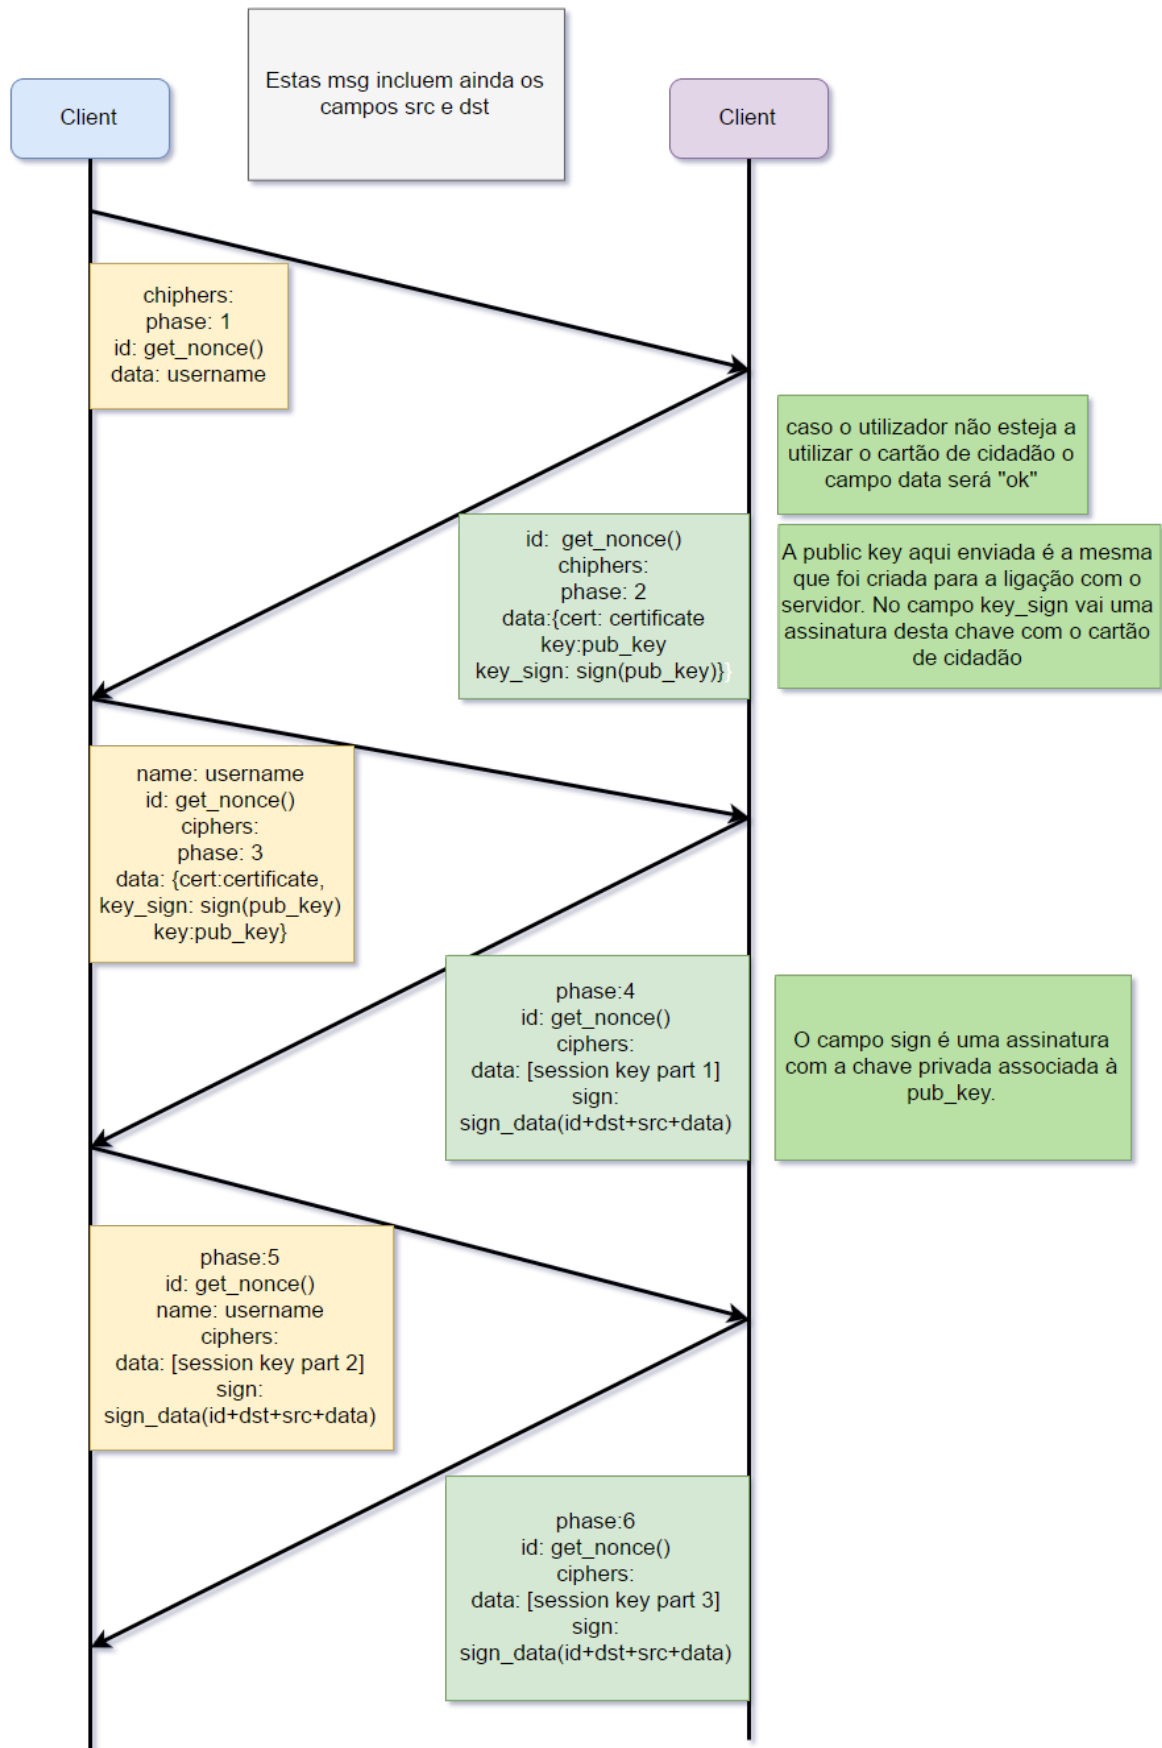 Estas msg incluem ainda os
campos src e dst
Client
Client
chiphers:
phase: 1
id: get_nonce()
data: username
caso o utilizador não esteja a
utilizar o cartão de cidadão o
campo data será "ok"
id:  get_nonce()
chiphers:
phase: 2
data:{cert: certificate
key:pub_key
key_sign: sign(pub_key)}}
A public key aqui enviada é a mesma
que foi criada para a ligação com o
servidor. No campo key_sign vai uma
assinatura desta chave com o cartão
de cidadão
name: username
id: get_nonce()
ciphers:
phase: 3
data: {cert:certificate,
key_sign: sign(pub_key)
key:pub_key}
phase:4
id: get_nonce()
ciphers:
data: [session key part 1]
sign:
sign_data(id+dst+src+data)
O campo sign é uma assinatura
com a chave privada associada à
pub_key.
phase:5
id: get_nonce()
name: username
ciphers:
data: [session key part 2]
sign:
sign_data(id+dst+src+data)
phase:6
id: get_nonce()
ciphers:
data: [session key part 3]
sign:
sign_data(id+dst+src+data)